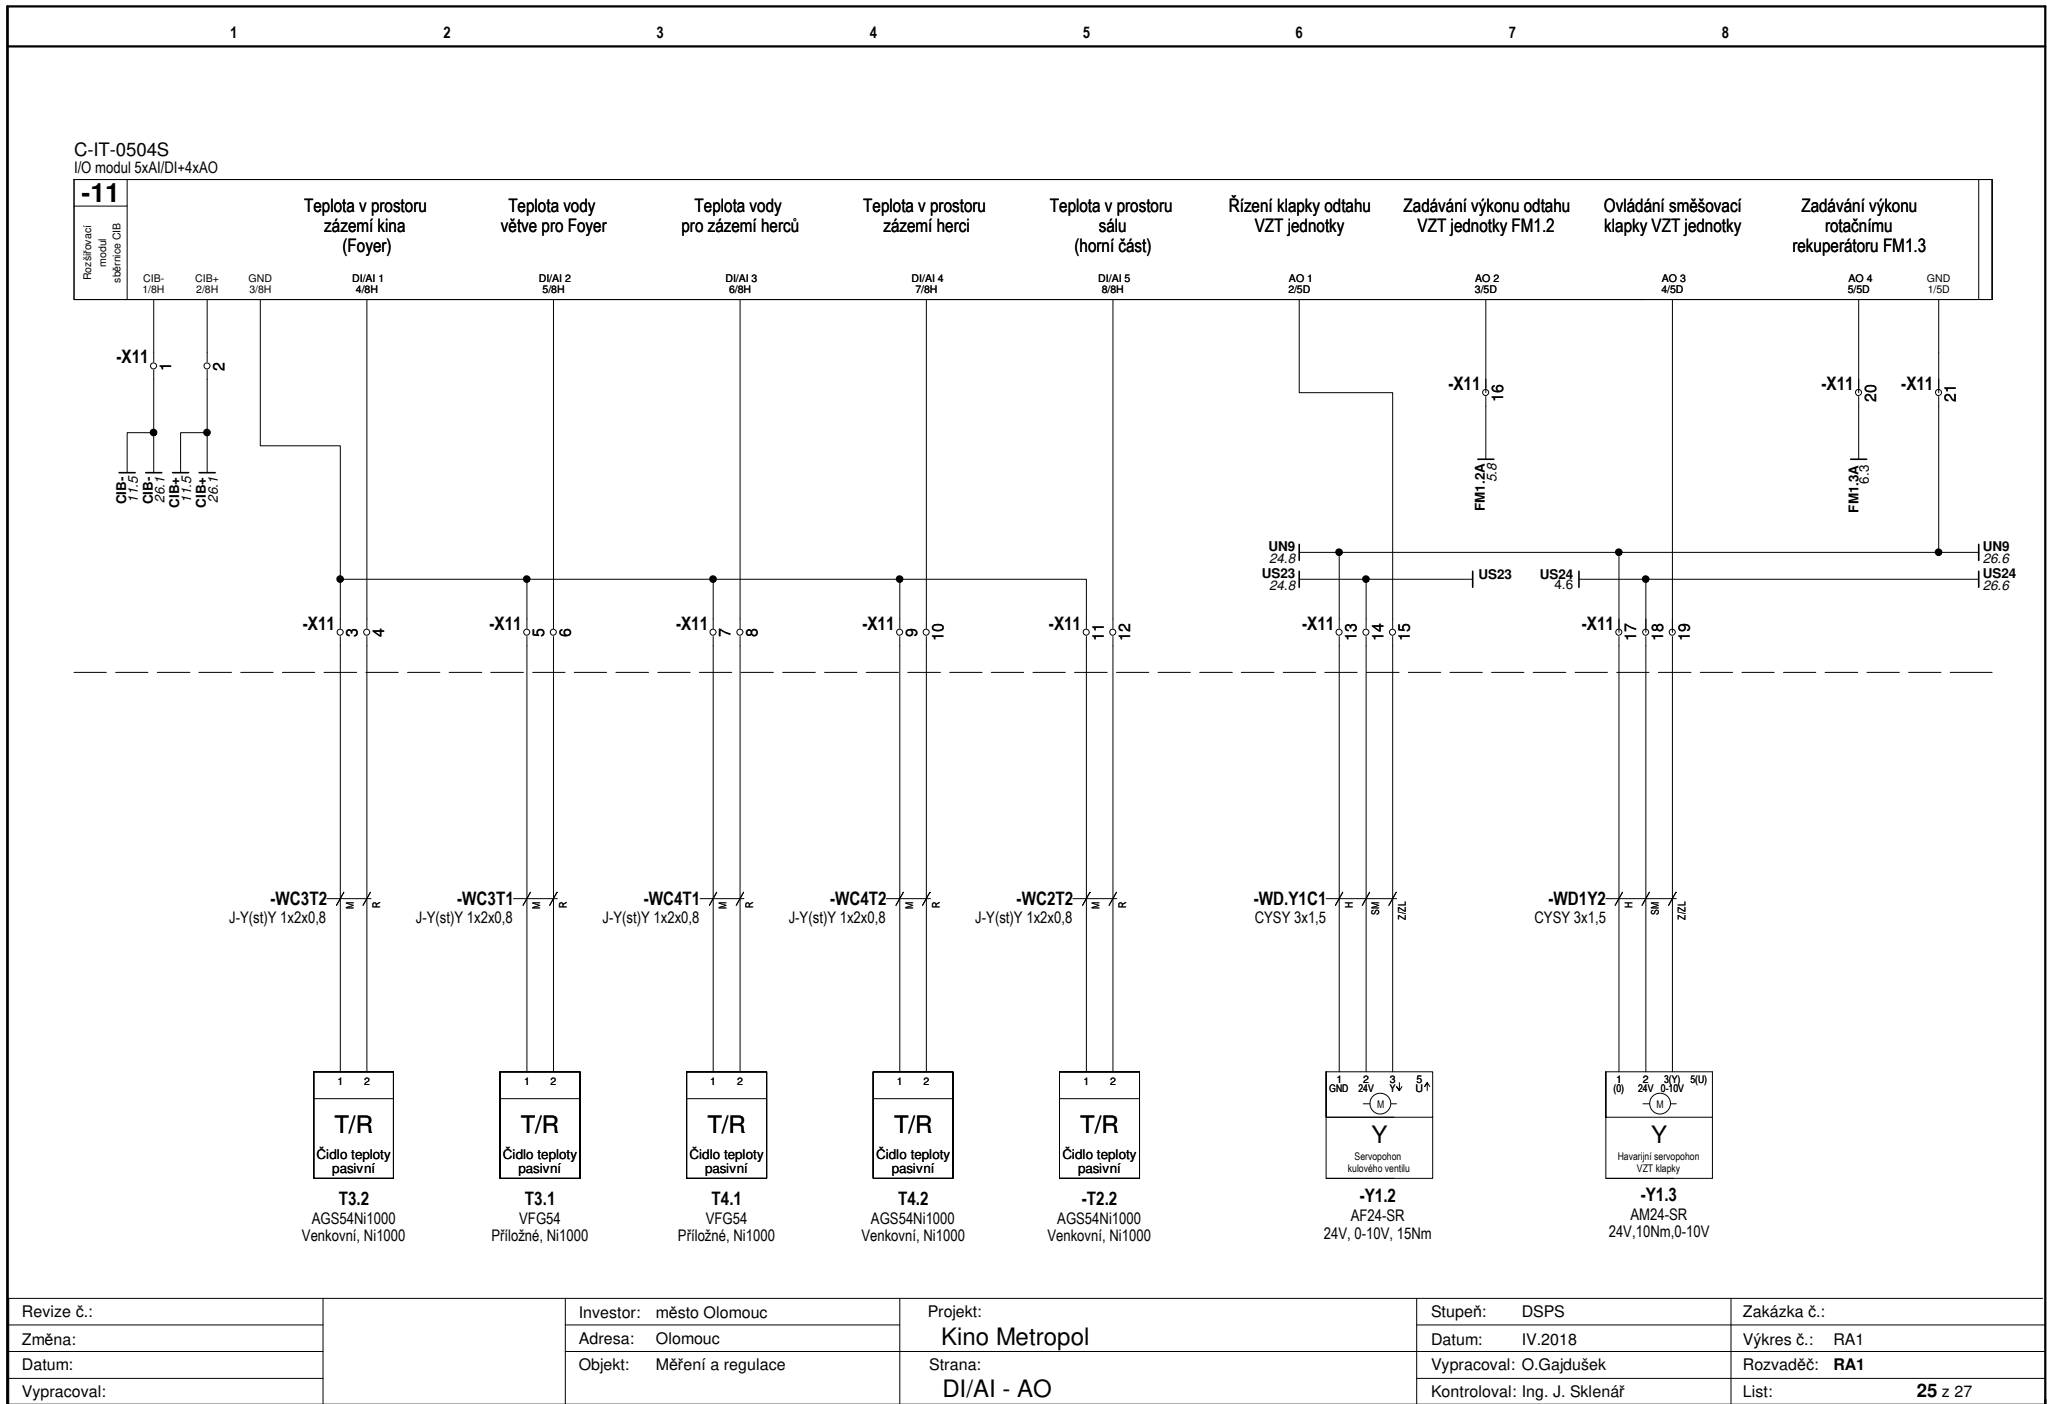 1 2 3 4 5 6 7 8
C-IT-0504S
I/O modul 5xAI/DI+4xAO
-11
Rozšiřovací
modul
sběrnice CIB
Teplota v prostoru
zázemí kina
(Foyer)
Teplota vody
větve pro Foyer
Teplota vody
pro zázemí herců
Teplota v prostoru
zázemí herci
Teplota v prostoru
sálu
(horní část)
Řízení klapky odtahu
VZT jednotky
Zadávání výkonu odtahu
VZT jednotky FM1.2
Ovládání směšovací
klapky VZT jednotky
Zadávání výkonu
rotačnímu
rekuperátoru FM1.3
CIB-
1/8H
CIB+
2/8H
GND
3/8H
DI/AI 1
4/8H
DI/AI 2
5/8H
DI/AI 3
6/8H
DI/AI 4
7/8H
DI/AI 5
8/8H
AO 1
2/5D
AO 2
3/5D
AO 3
4/5D
AO 4
5/5D
GND
1/5D
-X11 1 2
-X11 16
-X11 20
-X11 21
CIB-
11.5
CIB-
26.1
CIB+
11.5
CIB+
26.1
FM1.2A
5.8
FM1.3A
6.3
UN9
24.8
UN9
26.6
US23
24.8
US23
US24
4.6
US24
26.6
-X11 3 4
-X11 5 6
-X11 7 8
-X11 9 10
-X11 11 12
-X11 13 14 15
-X11 17 18 19
-WC3T2 M R
J-Y(st)Y 1x2x0,8
-WC3T1 M R
J-Y(st)Y 1x2x0,8
-WC4T1 M R
J-Y(st)Y 1x2x0,8
-WC4T2 M R
J-Y(st)Y 1x2x0,8
-WC2T2 M R
J-Y(st)Y 1x2x0,8
-WD.Y1C1 H SM Z/ZL
CYSY 3x1,5
-WD1Y2 H SM Z/ZL
CYSY 3x1,5
1 2
T/R
Čidlo teploty
pasivní
T3.2
AGS54Ni1000
Venkovní, Ni1000
1 2
T/R
Čidlo teploty
pasivní
T3.1
VFG54
Příložné, Ni1000
1 2
T/R
Čidlo teploty
pasivní
T4.1
VFG54
Příložné, Ni1000
1 2
T/R
Čidlo teploty
pasivní
T4.2
AGS54Ni1000
Venkovní, Ni1000
1 2
T/R
Čidlo teploty
pasivní
-T2.2
AGS54Ni1000
Venkovní, Ni1000
1 2 3 5
GND 24V Y↓ U↑
M
Y
Servopohon
kulového ventilu
-Y1.2
AF24-SR
24V, 0-10V, 15Nm
1 2 3(Y) 5(U)
(0) 24V 0-10V
M
Y
Havarijní servopohon
VZT klapky
-Y1.3
AM24-SR
24V,10Nm,0-10V
Revize č.:
Změna:
Datum:
Vypracoval:
Investor: město Olomouc
Adresa: Olomouc
Objekt: Měření a regulace
Projekt:
Kino Metropol
Strana:
DI/AI - AO
Stupeň: DSPS
Datum: IV.2018
Vypracoval: O.Gajdušek
Kontroloval: Ing. J. Sklenář
Zakázka č.:
Výkres č.: RA1
Rozvaděč: RA1
List: 25 z 27